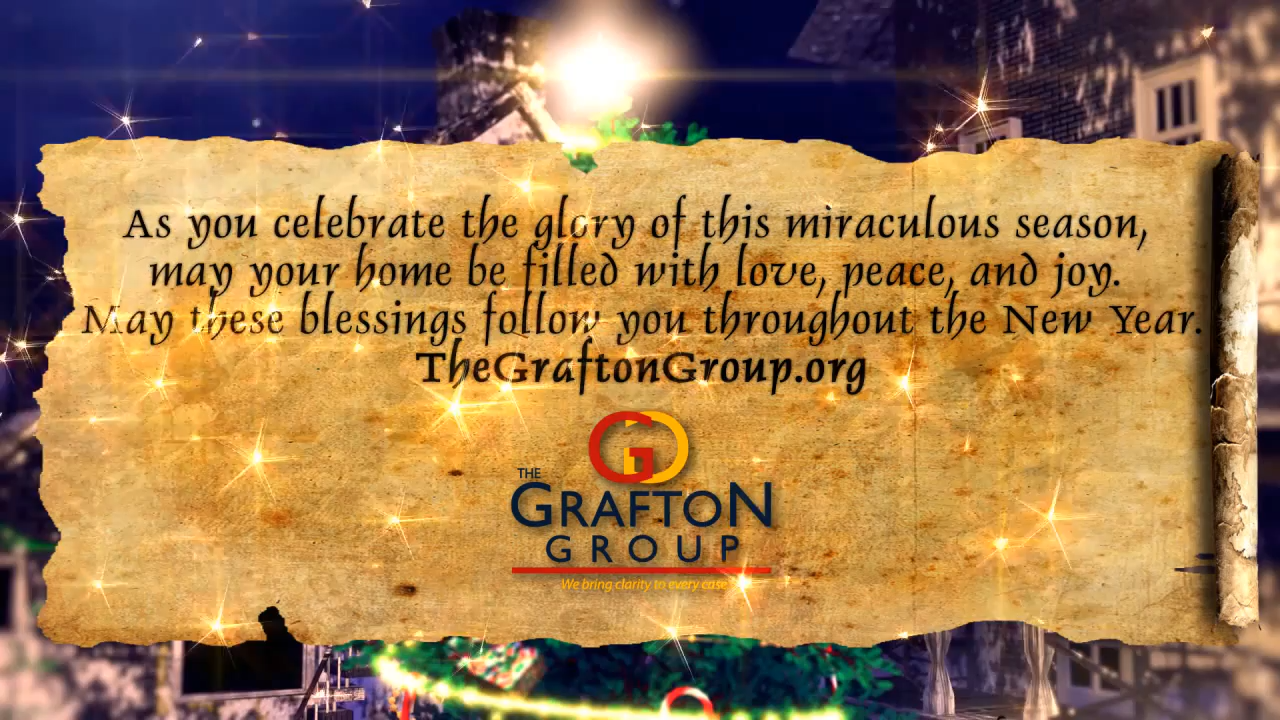 As you celebrate the glory of this miraculous season,
may your home be filled with love, peace, and joy.
May these blessings follow you throughout the New Year.
TheGraftonGroup.org
GG
THE
GRAFTON
GROUP
We bring clarity to every case